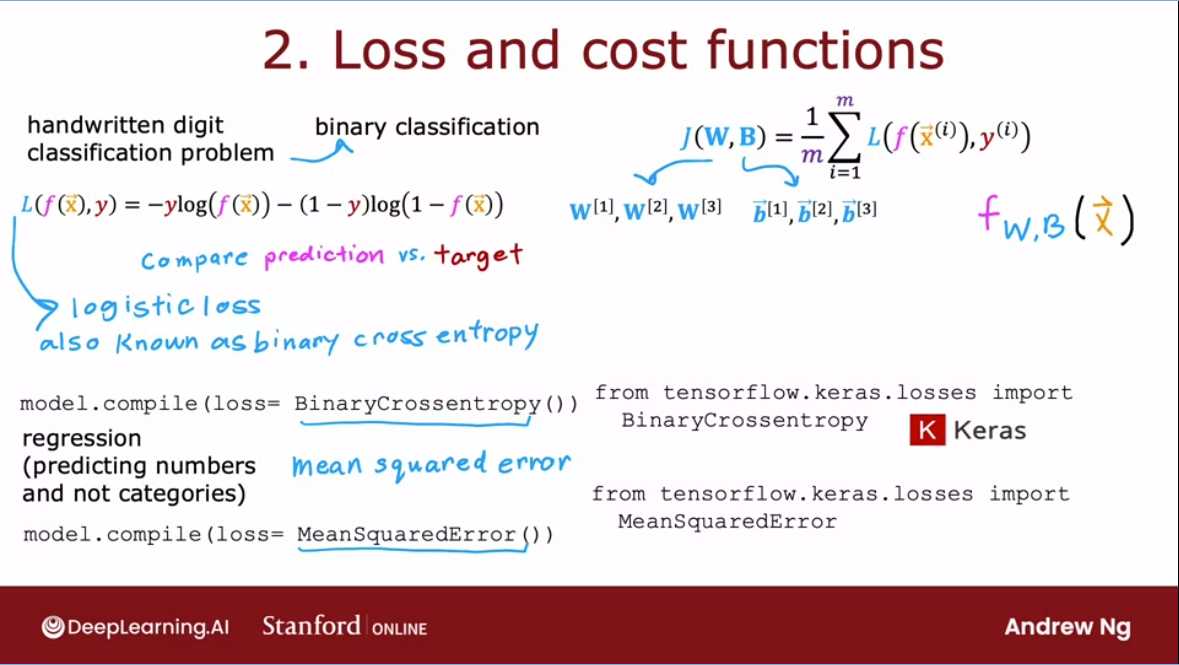 2. Loss and cost functions
handwritten digit
classification problem
binary classification
L(f(x⃗), y) = −ylog(f(x⃗)) − (1 − y)log(1 − f(x⃗))
compare prediction vs. target
logistic loss
also known as binary cross entropy
J(W, B) = 1/m ∑ᵢ₌₁ᵐ L(f(x⃗⁽ⁱ⁾), y⁽ⁱ⁾)
W[1], W[2], W[3] b⃗[1], b⃗[2], b⃗[3]
f W,B (x⃗)
model.compile(loss= BinaryCrossentropy())
from tensorflow.keras.losses import
BinaryCrossentropy
K Keras
regression
(predicting numbers
and not categories)
mean squared error
model.compile(loss= MeanSquaredError())
from tensorflow.keras.losses import
MeanSquaredError
DeepLearning.AI
Stanford ONLINE
Andrew Ng